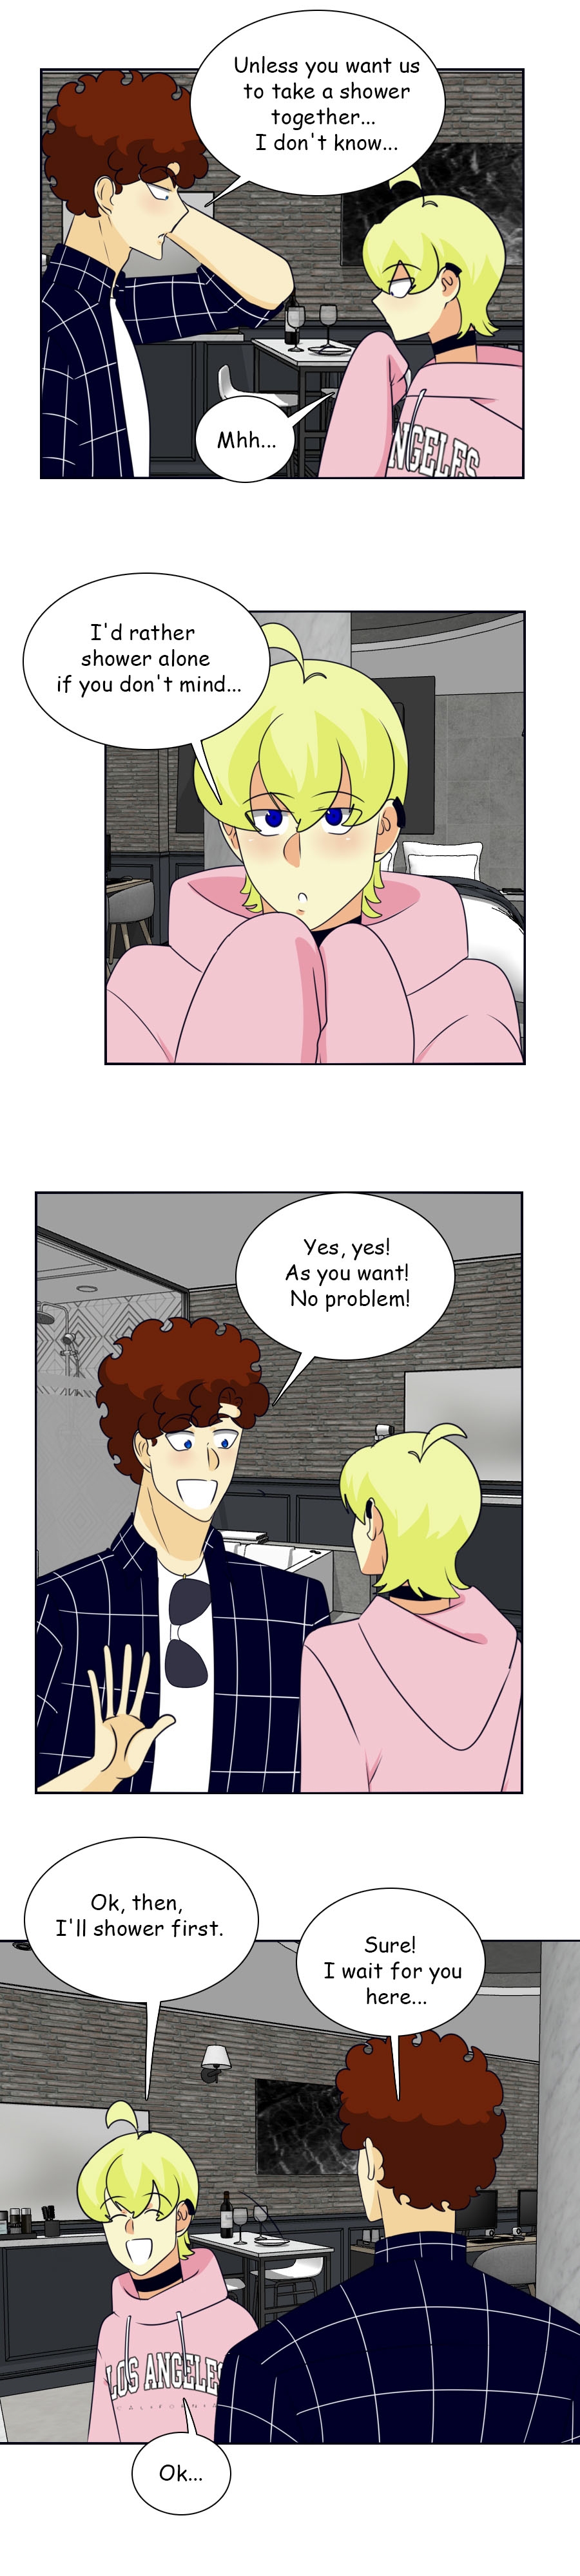 Unless you want us
to take a shower
together...
I don't know...
Mhh...
ANGELES
I'd rather
shower alone
if you don't mind...
Yes, yes!
As you want!
No problem!
Ok, then,
I'll shower first.
Sure!
I wait for you
here...
LOS ANGELES
CALIFORNIA
Ok...